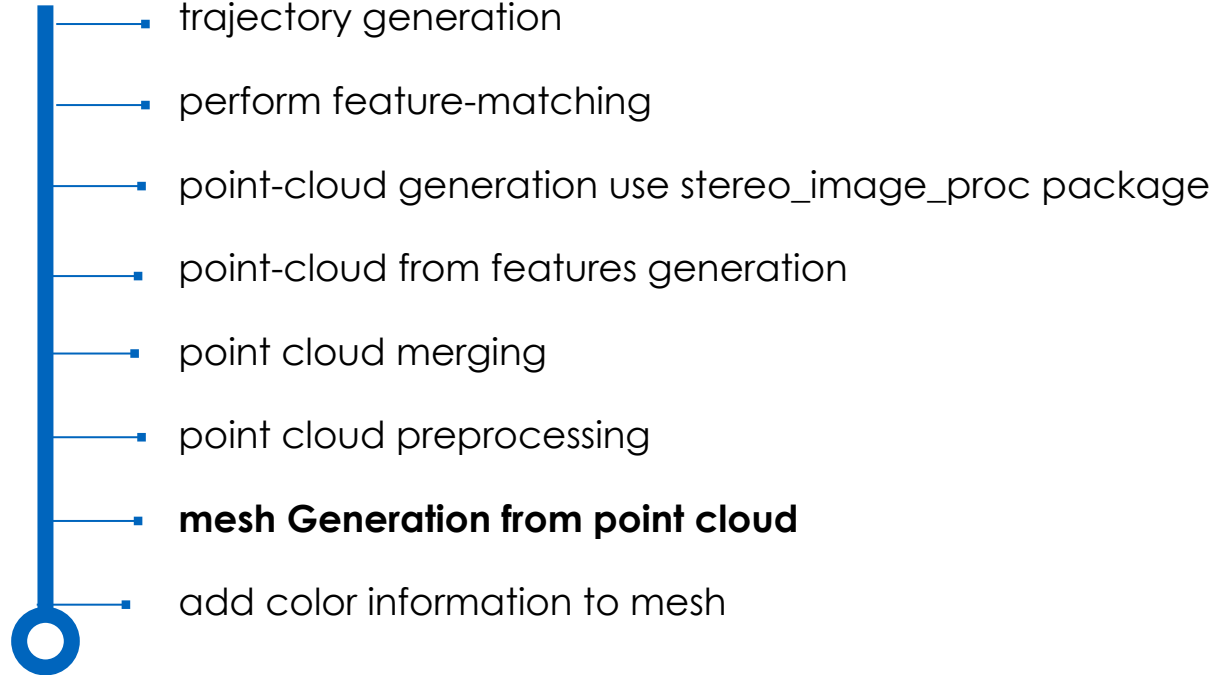 trajectory generation
perform feature-matching
point-cloud generation use stereo_image_proc package
point-cloud from features generation
point cloud merging
point cloud preprocessing
mesh Generation from point cloud
add color information to mesh